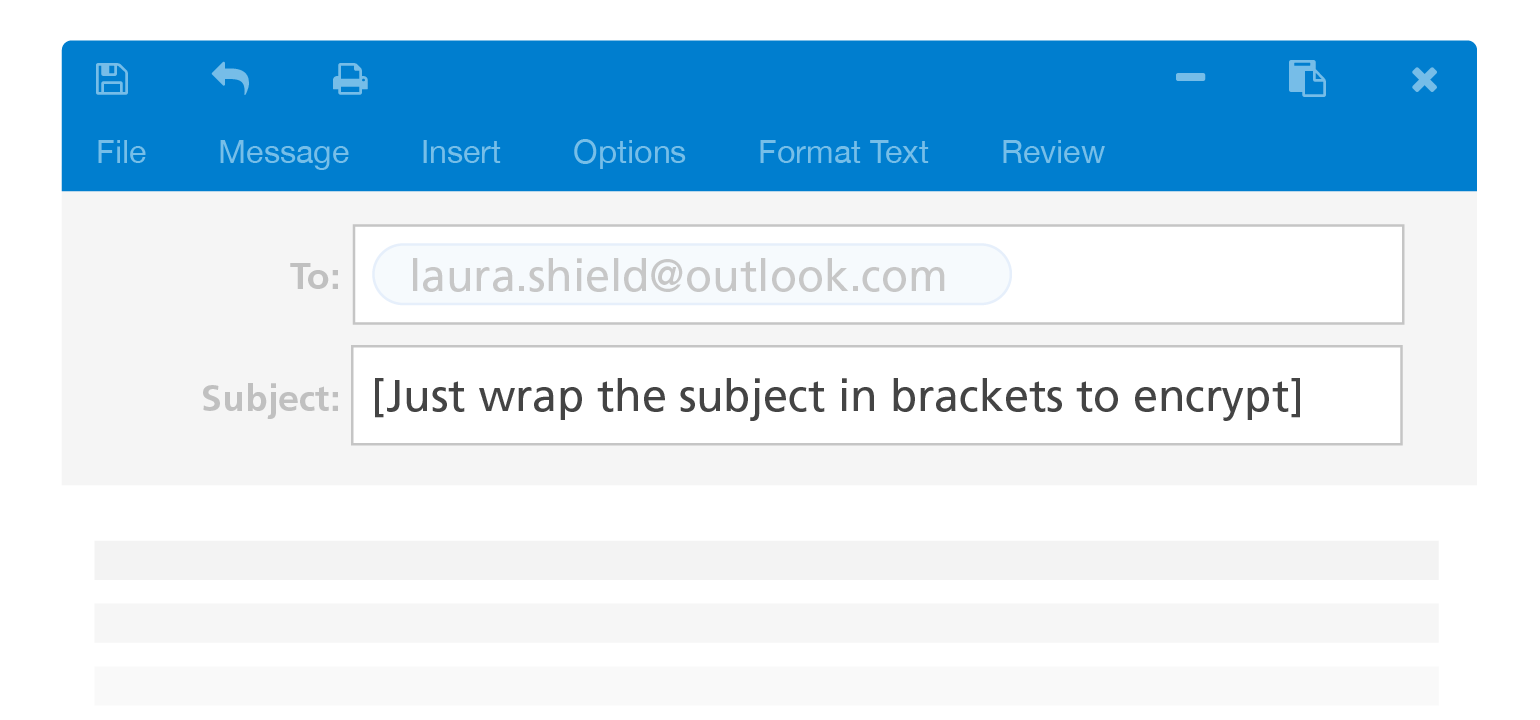 File Message Insert Options Format Text Review
To: laura.shield@outlook.com
Subject: [Just wrap the subject in brackets to encrypt]